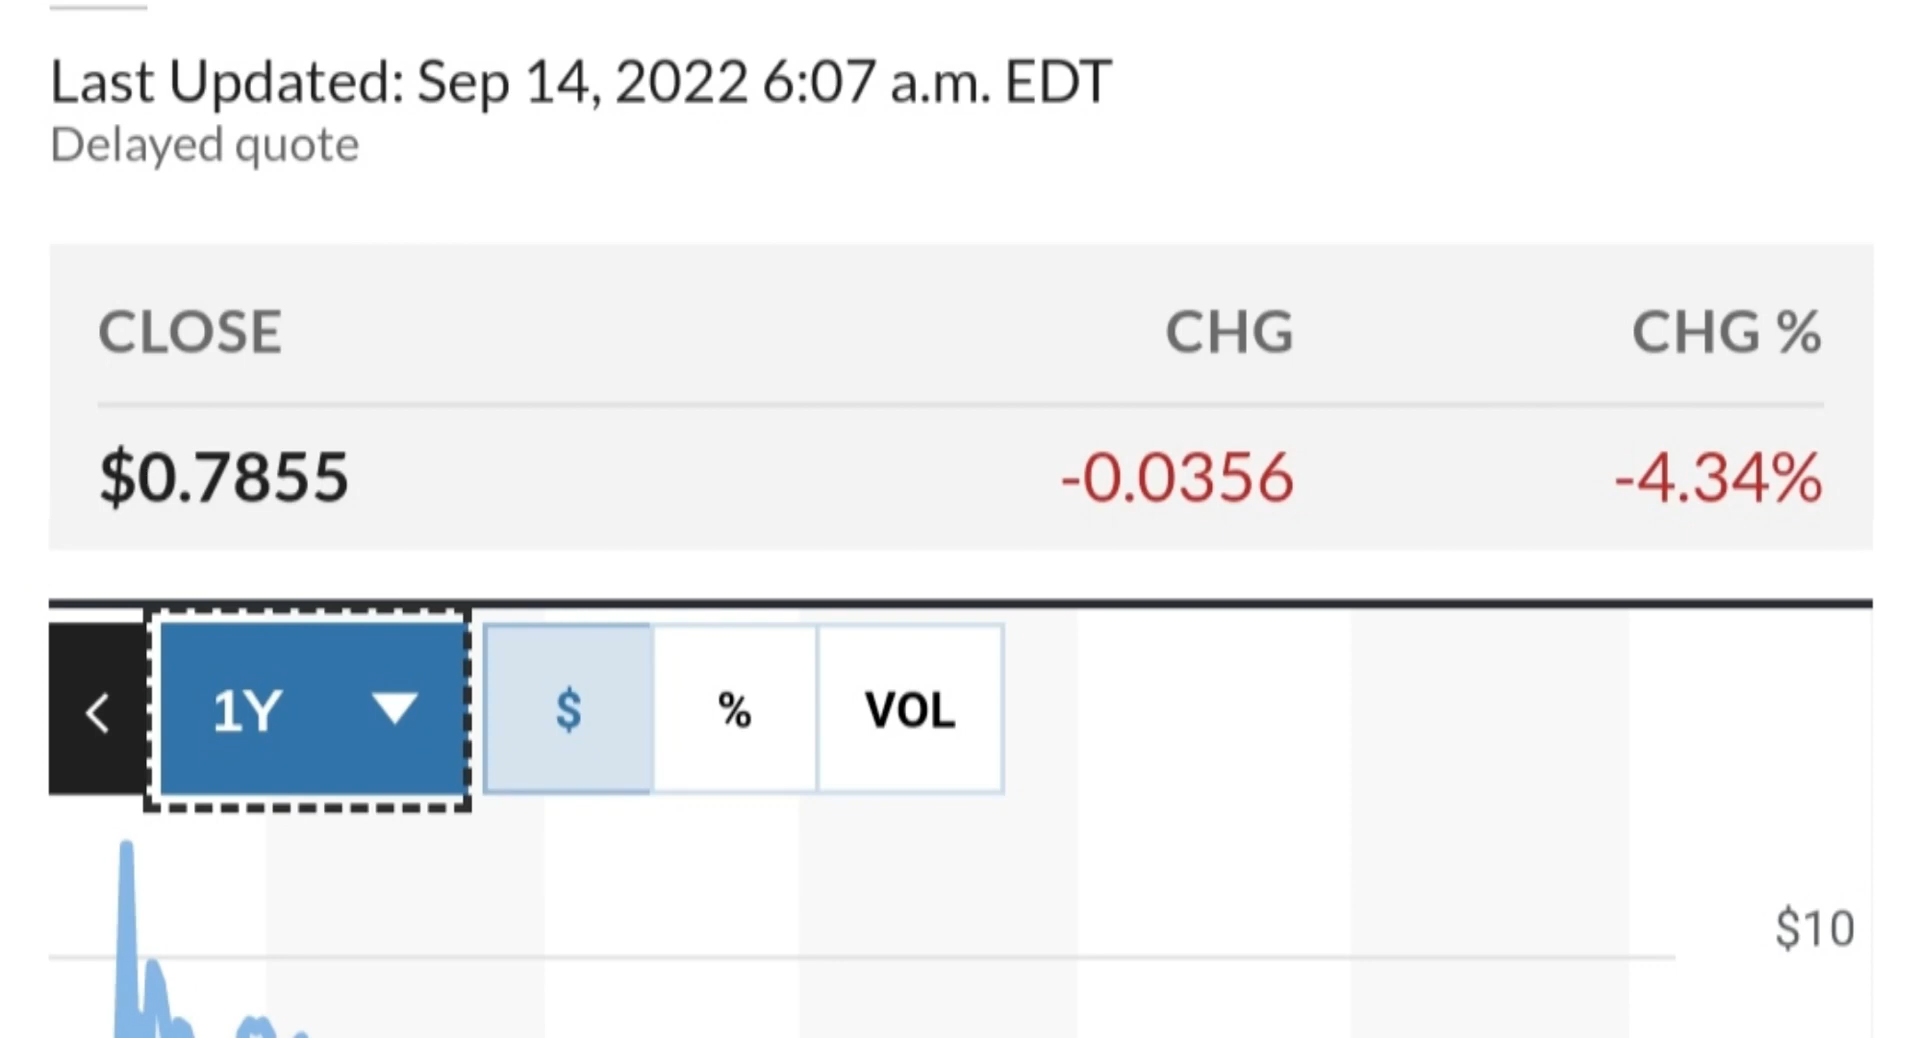 Last Updated: Sep 14, 2022 6:07 a.m. EDT
Delayed quote
CLOSE CHG CHG %
$0.7855 -0.0356 -4.34%
1Y $ % VOL
$10